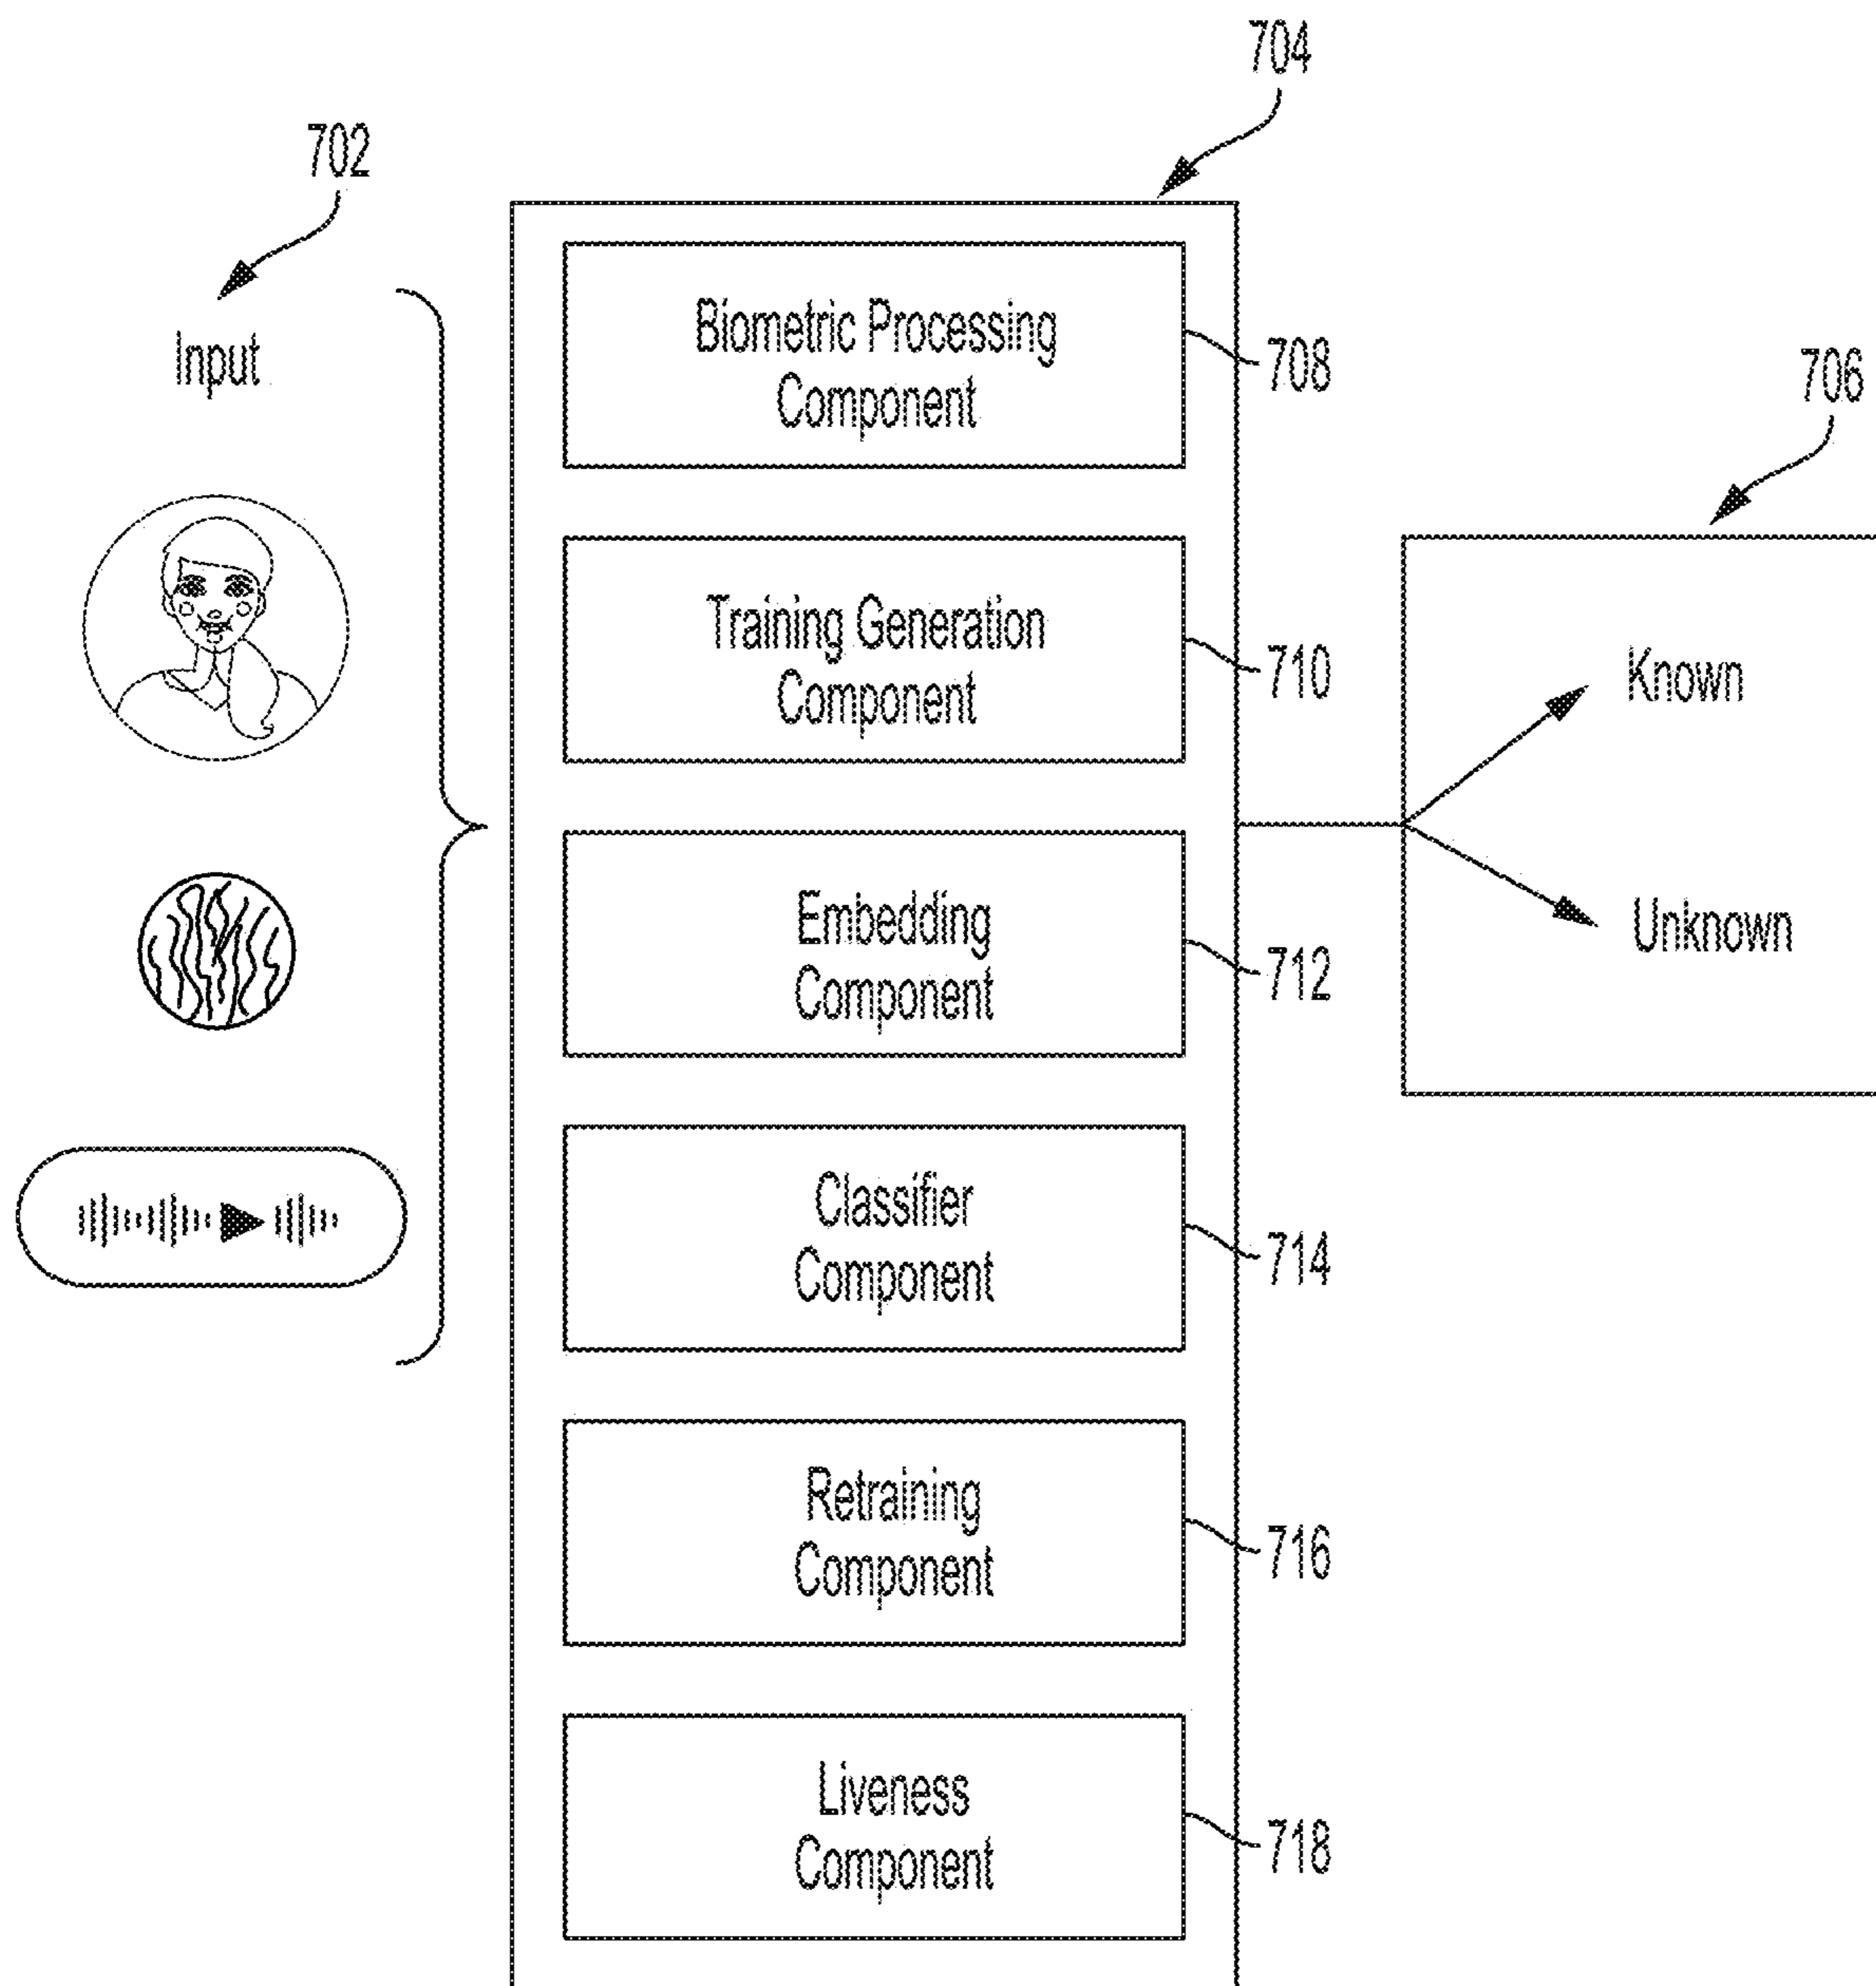 704
702
Input
Biometric Processing
Component
708
706
Training Generation
Component
710
Known
Embedding
Component
712
Unknown
Classifier
Component
714
Retraining
Component
716
Liveness
Component
718